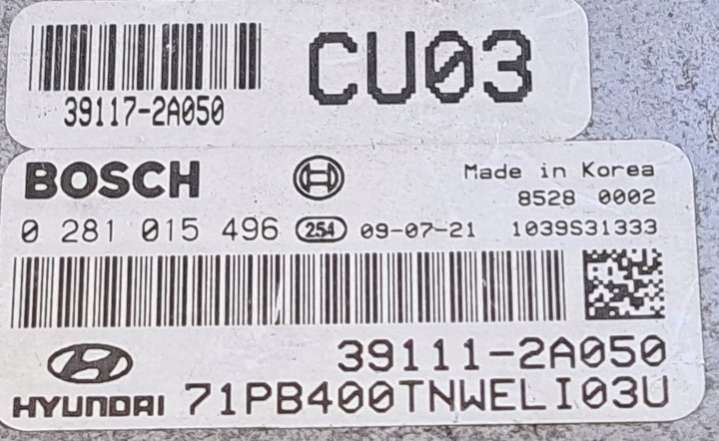 39117-2A050
CU03
BOSCH
Made in Korea
8528 0002
0 281 015 496 254 09-07-21 1039S31333
39111-2A050
HYUNDAI 71PB400TNWELI03U